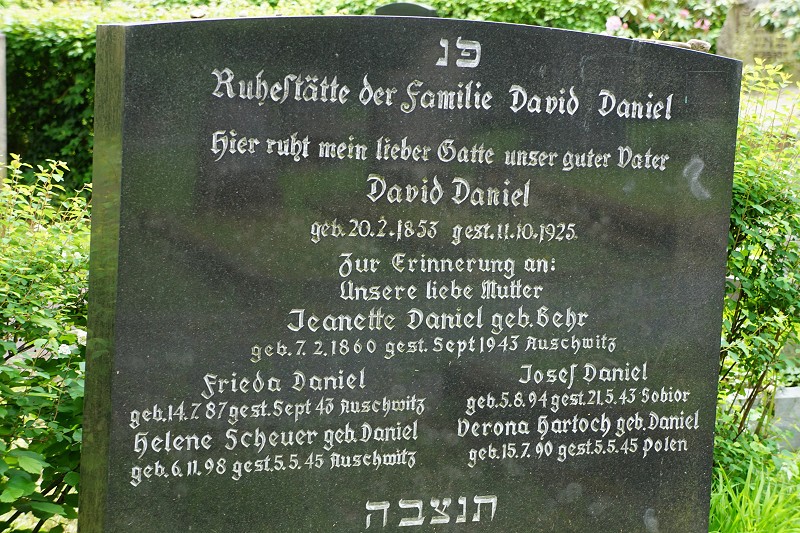 פנ
Ruhestätte der Familie David Daniel
Hier ruht mein lieber Gatte unser guter Vater
David Daniel
geb. 20.2.1853 gest. 11.10.1925
Zur Erinnerung an:
Unsere liebe Mutter
Jeanette Daniel geb. Behr
geb. 7.2.1860 gest. Sept 1943 Auschwitz
Frieda Daniel
geb. 14.7.87 gest. Sept 43 Auschwitz
Helene Scheuer geb. Daniel
geb. 6.11.98 gest. 5.5.45 Auschwitz
Josef Daniel
geb. 5.8.94 gest. 21.5.43 Sobior
Verona Hartoch geb. Daniel
geb. 15.7.90 gest. 5.5.45 Polen
תנצבה